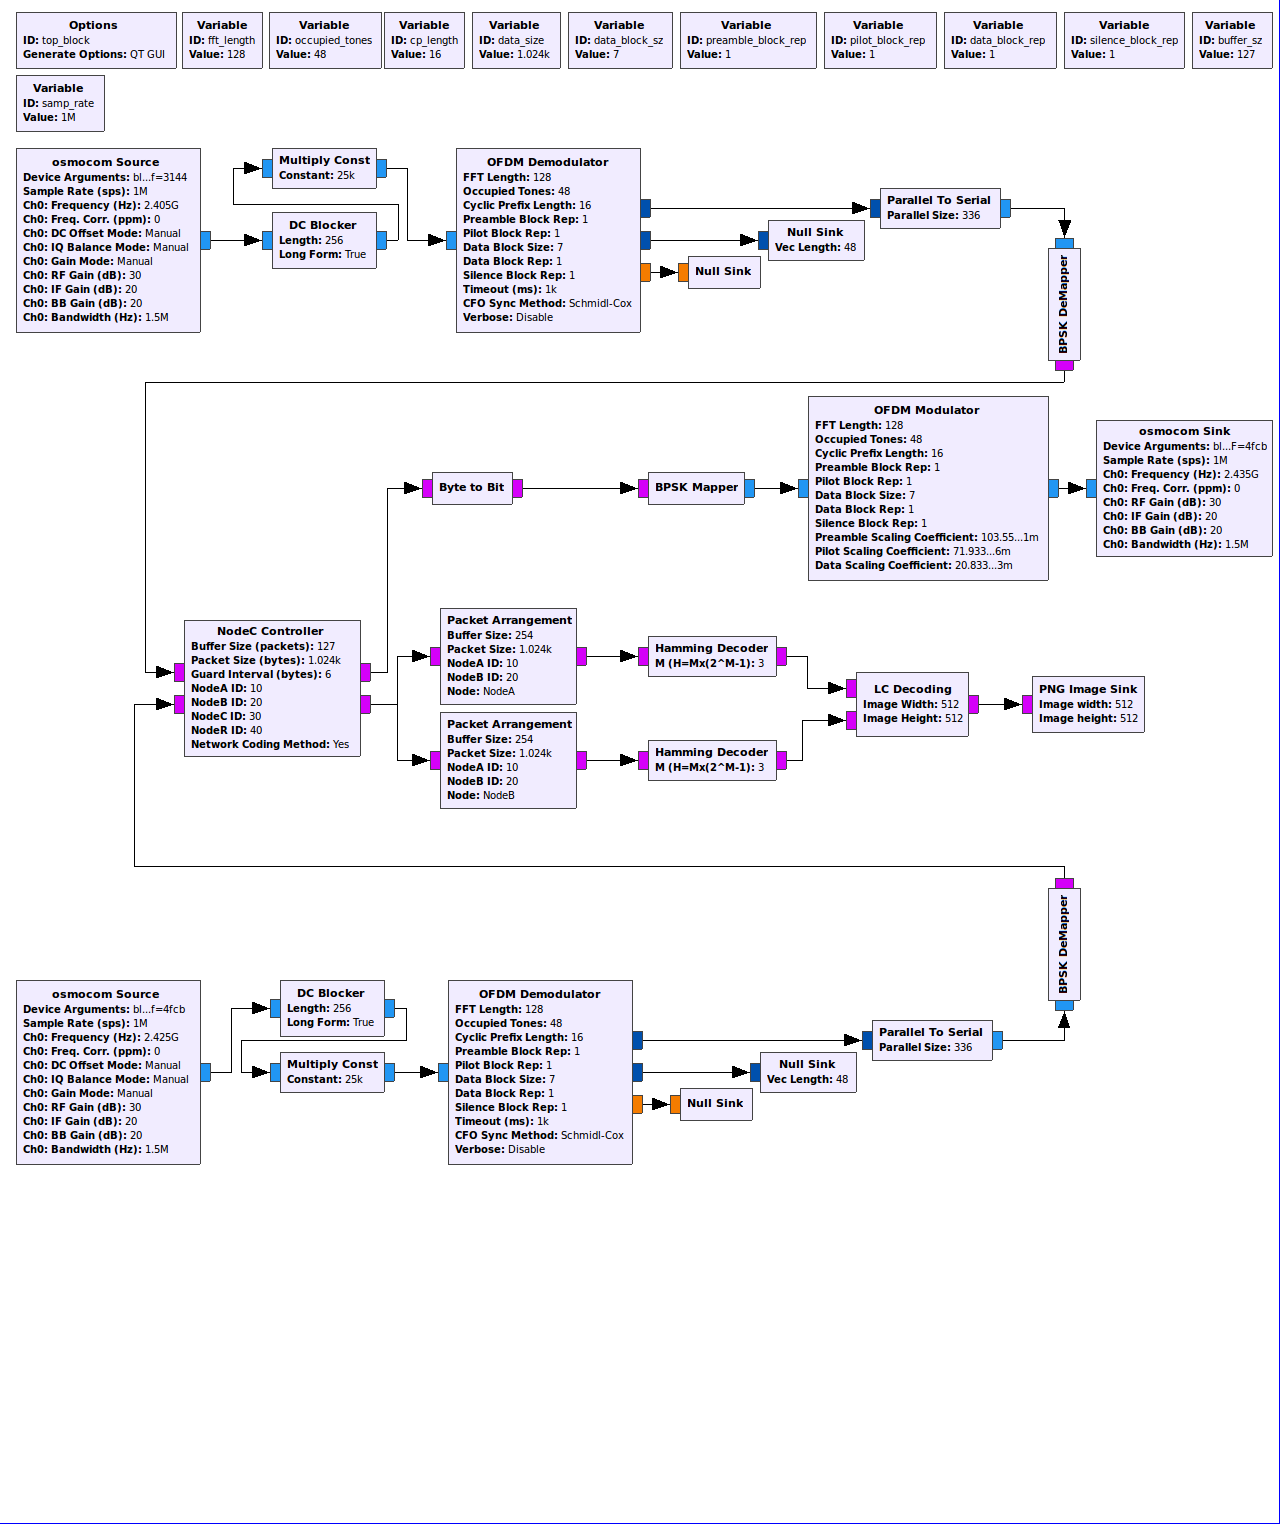 Options
ID: top_block
Generate Options: QT GUI
Variable
ID: fft_length
Value: 128
Variable
ID: occupied_tones
Value: 48
Variable
ID: cp_length
Value: 16
Variable
ID: data_size
Value: 1.024k
Variable
ID: data_block_sz
Value: 7
Variable
ID: preamble_block_rep
Value: 1
Variable
ID: pilot_block_rep
Value: 1
Variable
ID: data_block_rep
Value: 1
Variable
ID: silence_block_rep
Value: 1
Variable
ID: buffer_sz
Value: 127
Variable
ID: samp_rate
Value: 1M
osmocom Source
Device Arguments: bl...f=3144
Sample Rate (sps): 1M
Ch0: Frequency (Hz): 2.405G
Ch0: Freq. Corr. (ppm): 0
Ch0: DC Offset Mode: Manual
Ch0: IQ Balance Mode: Manual
Ch0: Gain Mode: Manual
Ch0: RF Gain (dB): 30
Ch0: IF Gain (dB): 20
Ch0: BB Gain (dB): 20
Ch0: Bandwidth (Hz): 1.5M
Multiply Const
Constant: 25k
DC Blocker
Length: 256
Long Form: True
OFDM Demodulator
FFT Length: 128
Occupied Tones: 48
Cyclic Prefix Length: 16
Preamble Block Rep: 1
Pilot Block Rep: 1
Data Block Size: 7
Data Block Rep: 1
Silence Block Rep: 1
Timeout (ms): 1k
CFO Sync Method: Schmidl-Cox
Verbose: Disable
Null Sink
Vec Length: 48
Null Sink
Parallel To Serial
Parallel Size: 336
BPSK DeMapper
Byte to Bit
BPSK Mapper
OFDM Modulator
FFT Length: 128
Occupied Tones: 48
Cyclic Prefix Length: 16
Preamble Block Rep: 1
Pilot Block Rep: 1
Data Block Size: 7
Data Block Rep: 1
Silence Block Rep: 1
Preamble Scaling Coefficient: 103.55...1m
Pilot Scaling Coefficient: 71.933...6m
Data Scaling Coefficient: 20.833...3m
osmocom Sink
Device Arguments: bl...F=4fcb
Sample Rate (sps): 1M
Ch0: Frequency (Hz): 2.435G
Ch0: Freq. Corr. (ppm): 0
Ch0: RF Gain (dB): 30
Ch0: IF Gain (dB): 20
Ch0: BB Gain (dB): 20
Ch0: Bandwidth (Hz): 1.5M
NodeC Controller
Buffer Size (packets): 127
Packet Size (bytes): 1.024k
Guard Interval (bytes): 6
NodeA ID: 10
NodeB ID: 20
NodeC ID: 30
NodeR ID: 40
Network Coding Method: Yes
Packet Arrangement
Buffer Size: 254
Packet Size: 1.024k
NodeA ID: 10
NodeB ID: 20
Node: NodeA
Hamming Decoder
M (H=Mx(2^M-1): 3
Packet Arrangement
Buffer Size: 254
Packet Size: 1.024k
NodeA ID: 10
NodeB ID: 20
Node: NodeB
Hamming Decoder
M (H=Mx(2^M-1): 3
LC Decoding
Image Width: 512
Image Height: 512
PNG Image Sink
Image width: 512
Image height: 512
BPSK DeMapper
osmocom Source
Device Arguments: bl...f=4fcb
Sample Rate (sps): 1M
Ch0: Frequency (Hz): 2.425G
Ch0: Freq. Corr. (ppm): 0
Ch0: DC Offset Mode: Manual
Ch0: IQ Balance Mode: Manual
Ch0: Gain Mode: Manual
Ch0: RF Gain (dB): 30
Ch0: IF Gain (dB): 20
Ch0: BB Gain (dB): 20
Ch0: Bandwidth (Hz): 1.5M
DC Blocker
Length: 256
Long Form: True
Multiply Const
Constant: 25k
OFDM Demodulator
FFT Length: 128
Occupied Tones: 48
Cyclic Prefix Length: 16
Preamble Block Rep: 1
Pilot Block Rep: 1
Data Block Size: 7
Data Block Rep: 1
Silence Block Rep: 1
Timeout (ms): 1k
CFO Sync Method: Schmidl-Cox
Verbose: Disable
Null Sink
Vec Length: 48
Null Sink
Parallel To Serial
Parallel Size: 336